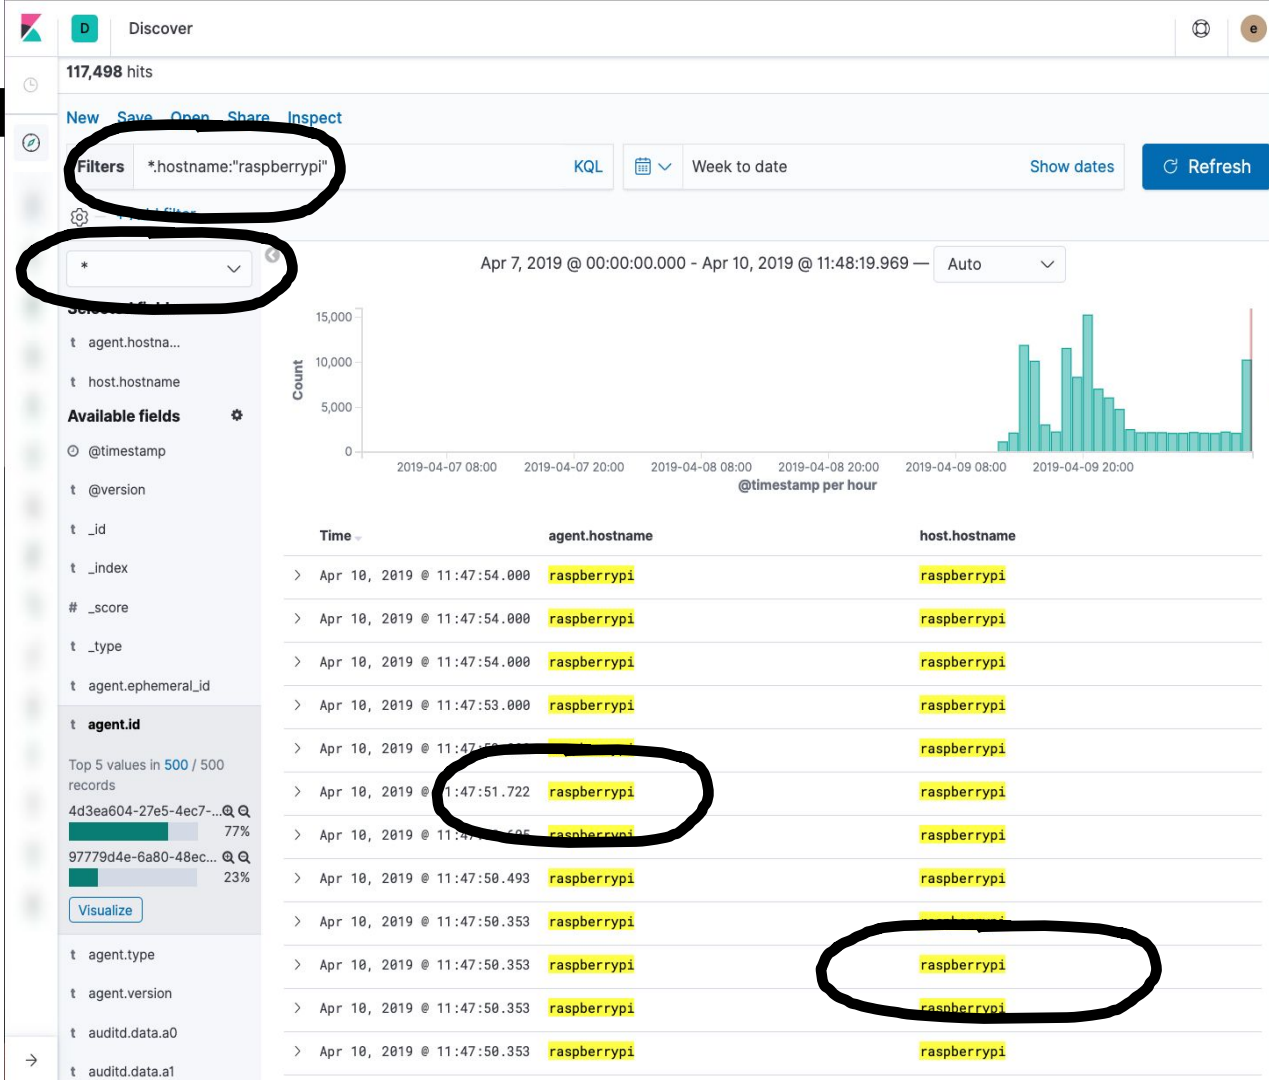 D Discover e
117,498 hits
New Save Open Share Inspect
Filters *.hostname:"raspberrypi" KQL Week to date Show dates Refresh
filter
* Apr 7, 2019 @ 00:00:00.000 - Apr 10, 2019 @ 11:48:19.969 — Auto
t agent.hostna...
t host.hostname
Available fields
@timestamp
t @version
t _id
t _index
# _score
t _type
t agent.ephemeral_id
t agent.id
Top 5 values in 500 / 500
records
4d3ea604-27e5-4ec7-...
77%
97779d4e-6a80-48ec...
23%
Visualize
t agent.type
t agent.version
t auditd.data.a0
t auditd.data.a1
Count
15,000
10,000
5,000
0
2019-04-07 08:00 2019-04-07 20:00 2019-04-08 08:00 2019-04-08 20:00 2019-04-09 08:00 2019-04-09 20:00
@timestamp per hour
Time agent.hostname host.hostname
Apr 10, 2019 @ 11:47:54.000 raspberrypi raspberrypi
Apr 10, 2019 @ 11:47:54.000 raspberrypi raspberrypi
Apr 10, 2019 @ 11:47:54.000 raspberrypi raspberrypi
Apr 10, 2019 @ 11:47:53.000 raspberrypi raspberrypi
Apr 10, 2019 @ raspberrypi raspberrypi
Apr 10, 2019 @ 11:47:51.722 raspberrypi raspberrypi
Apr 10, 2019 @ raspberrypi raspberrypi
Apr 10, 2019 @ 11:47:50.493 raspberrypi raspberrypi
Apr 10, 2019 @ 11:47:50.353 raspberrypi raspberrypi
Apr 10, 2019 @ 11:47:50.353 raspberrypi raspberrypi
Apr 10, 2019 @ 11:47:50.353 raspberrypi raspberrypi
Apr 10, 2019 @ 11:47:50.353 raspberrypi raspberrypi